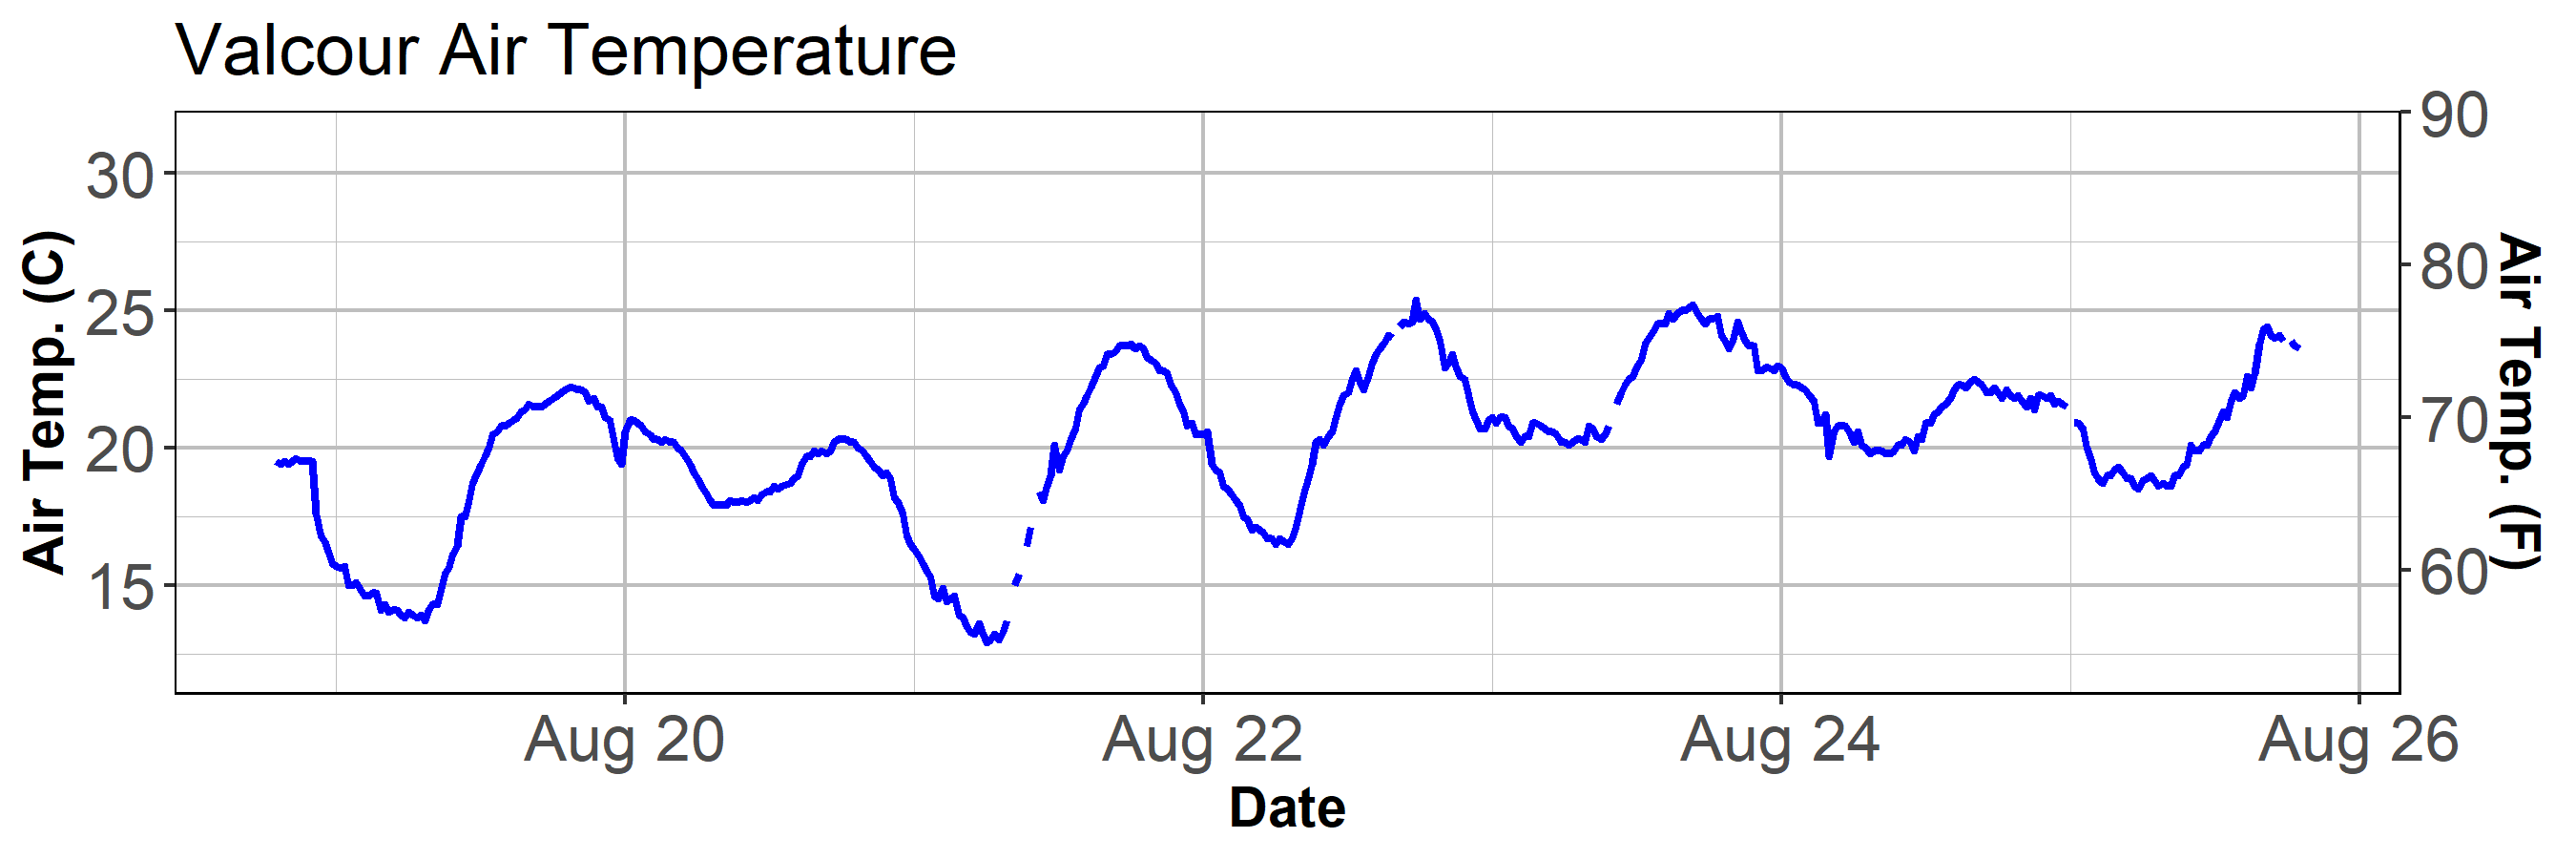 Valcour Air Temperature
Air Temp. (C)
30
25
20
15
90
80
70
60
Air Temp. (F)
Aug 20
Aug 22
Aug 24
Aug 26
Date